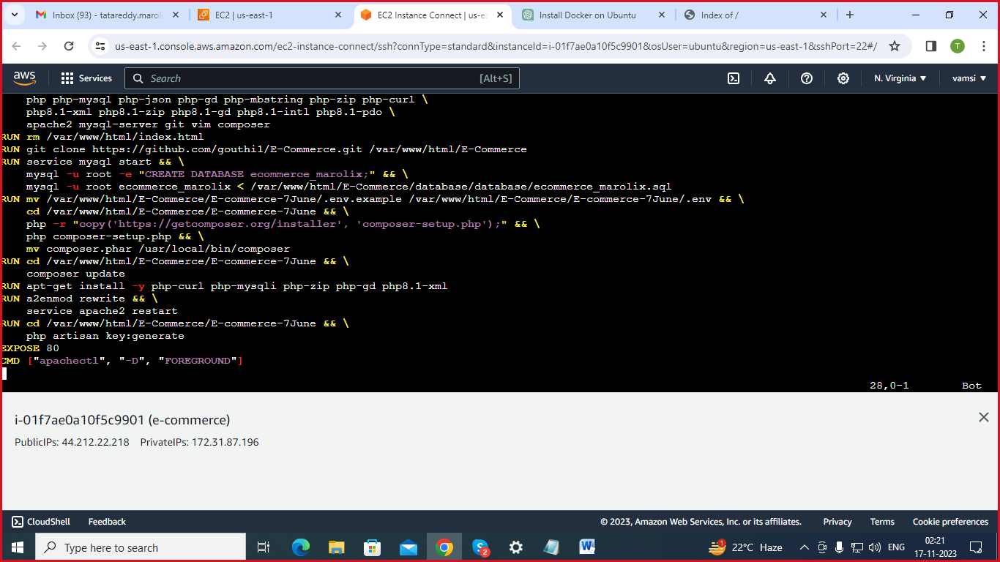 Inbox (93) - tatareddy.maroli
EC2 | us-east-1
EC2 Instance Connect | us-ea
Install Docker on Ubuntu
Index of /
us-east-1.console.aws.amazon.com/ec2-instance-connect/ssh?connType=standard&instanceId=i-01f7ae0a10f5c9901&osUser=ubuntu&region=us-east-1&sshPort=22#/
T
aws
Services
Search
[Alt+S]
N. Virginia
vamsi
php php-mysql php-json php-gd php-mbstring php-zip php-curl \
php8.1-xml php8.1-zip php8.1-gd php8.1-intl php8.1-pdo \
apache2 mysql-server git vim composer
RUN rm /var/www/html/index.html
RUN git clone https://github.com/gouthi1/E-Commerce.git /var/www/html/E-Commerce
RUN service mysql start && \
mysql -u root -e "CREATE DATABASE ecommerce_marolix;" && \
mysql -u root ecommerce_marolix < /var/www/html/E-Commerce/database/database/ecommerce_marolix.sql
RUN mv /var/www/html/E-Commerce/E-commerce-7June/.env.example /var/www/html/E-Commerce/E-commerce-7June/.env && \
cd /var/www/html/E-Commerce/E-commerce-7June && \
php -r "copy('https://getcomposer.org/installer', 'composer-setup.php');" && \
php composer-setup.php && \
mv composer.phar /usr/local/bin/composer
RUN cd /var/www/html/E-Commerce/E-commerce-7June && \
composer update
RUN apt-get install -y php-curl php-mysqli php-zip php-gd php8.1-xml
RUN a2enmod rewrite && \
service apache2 restart
RUN cd /var/www/html/E-Commerce/E-commerce-7June && \
php artisan key:generate
EXPOSE 80
CMD ["apachectl", "-D", "FOREGROUND"]
28,0-1 Bot
i-01f7ae0a10f5c9901 (e-commerce)
PublicIPs: 44.212.22.218 PrivateIPs: 172.31.87.196
CloudShell
Feedback
© 2023, Amazon Web Services, Inc. or its affiliates.
Privacy
Terms
Cookie preferences
Type here to search
2
1
22°C Haze
ENG
02:21
17-11-2023